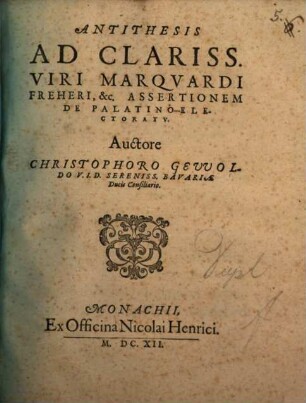 5.
ANTITHESIS
AD CLARISS.
VIRI MARQVARDI
FREHERI, &c. ASSERTIONEM
DE PALATINO ELE-
CTORATV.
Auctore
CHRISTOPHORO GEVVOL-
DO V.I.D. SERENISS. BAVARIÆ
Ducis Consiliario.
MONACHII,
Ex Officina Nicolai Henrici.
M. DC. XII.